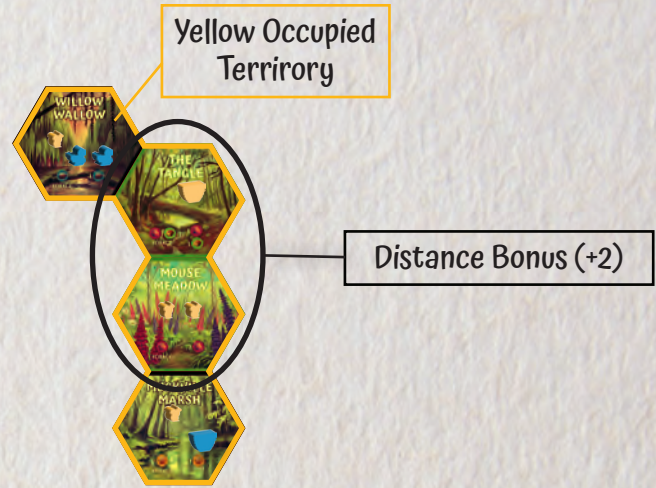 Yellow Occupied
Terrirory
WILLOW
WALLOW
THE
TANGLE
Distance Bonus (+2)
MOUSE
MEADOW
MARSH